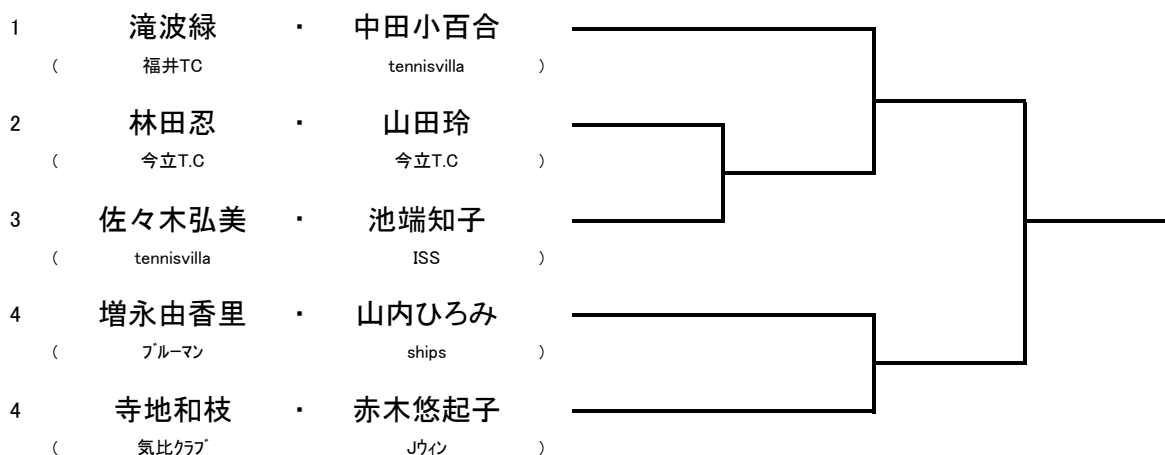 1 滝波緑 ・ 中田小百合
( 福井TC tennisvilla )
2 林田忍 ・ 山田玲
( 今立T.C 今立T.C )
3 佐々木弘美 ・ 池端知子
( tennisvilla ISS )
4 増永由香里 ・ 山内ひろみ
( ﾌﾞﾙｰﾏﾝ ships )
4 寺地和枝 ・ 赤木悠起子
( 気比ｸﾗﾌﾞ Jｳｨﾝ )